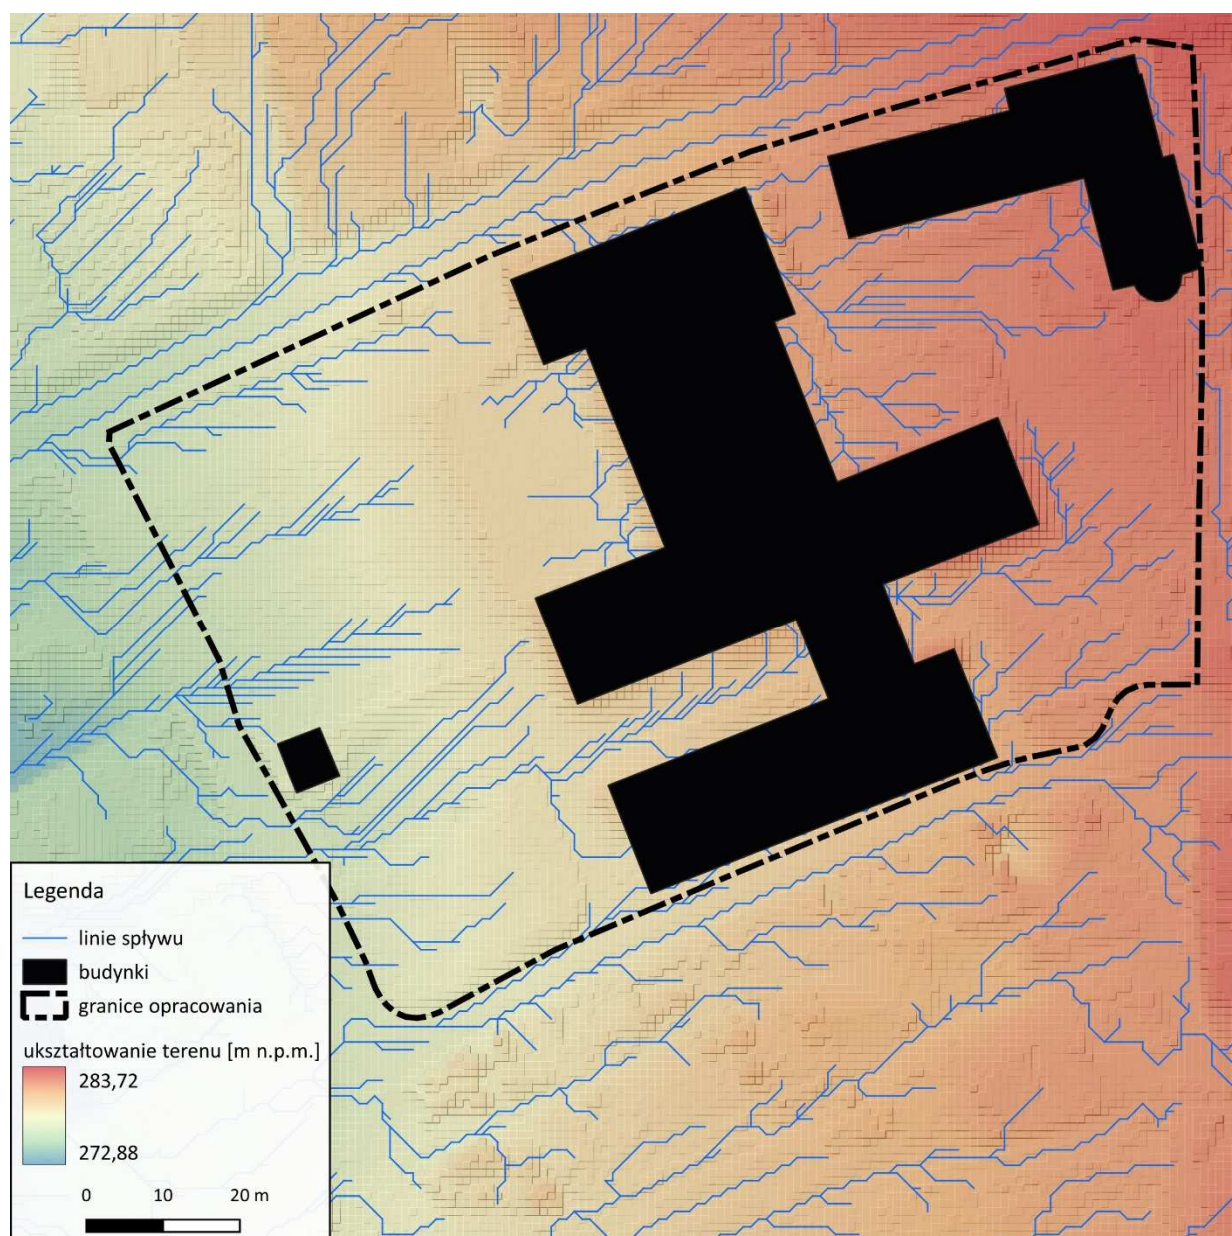 Legenda
linie spływu
budynki
granice opracowania
ukształtowanie terenu [m n.p.m.]
283,72
272,88
0 10 20 m